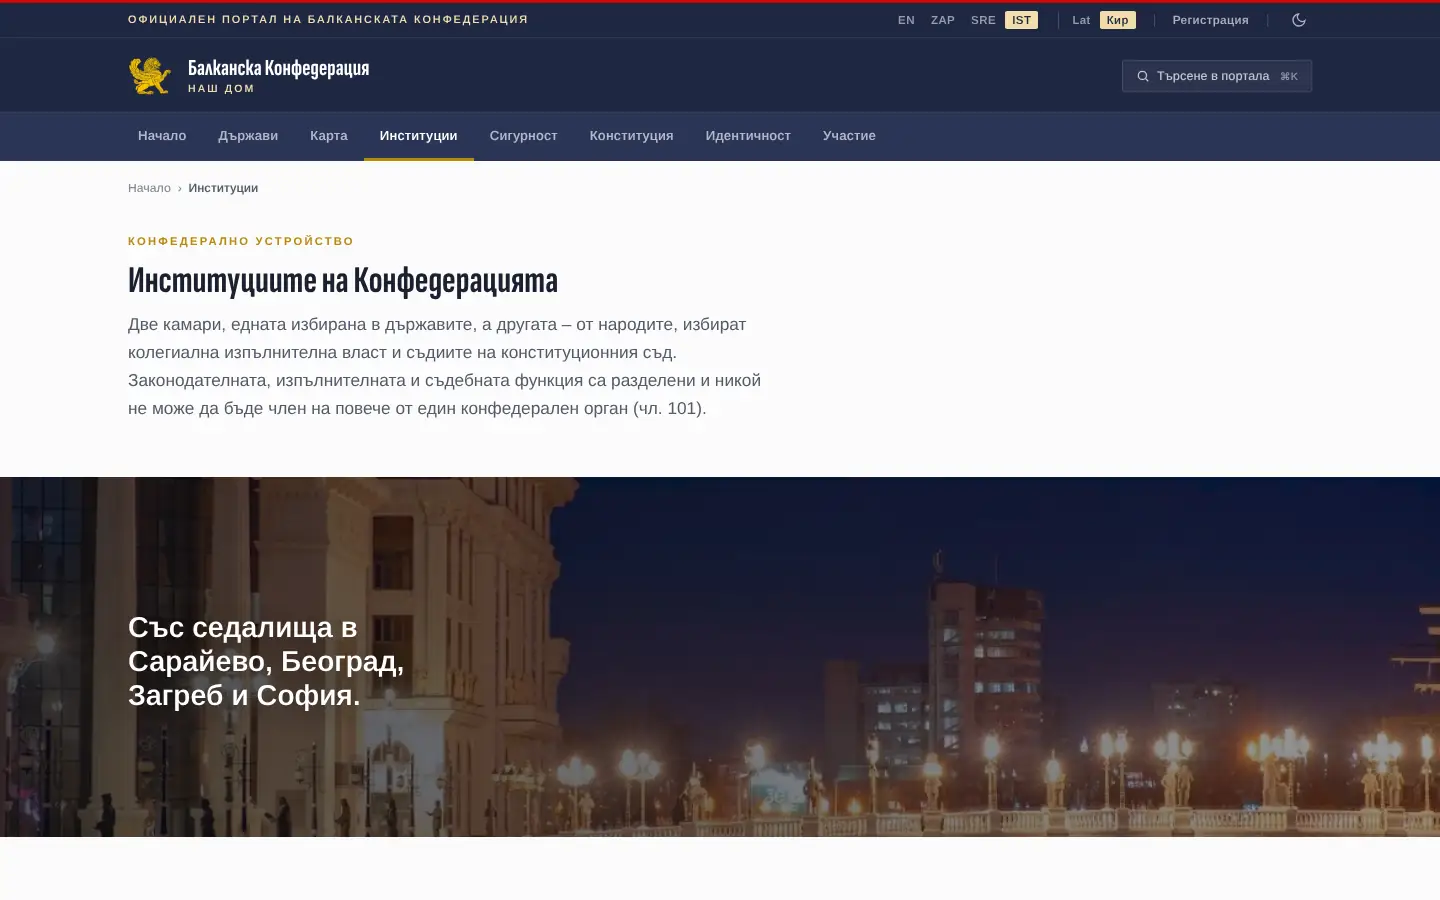 ОФИЦИАЛЕН ПОРТАЛ НА БАЛКАНСКАТА КОНФЕДЕРАЦИЯ
EN ZAP SRE IST Lat Кир Регистрация
Балканска Конфедерация
НАШ ДОМ
Търсене в портала ⌘K
Начало Държави Карта Институции Сигурност Конституция Идентичност Участие
Начало › Институции
КОНФЕДЕРАЛНО УСТРОЙСТВО
Институциите на Конфедерацията
Две камари, едната избирана в държавите, а другата – от народите, избират
колегиална изпълнителна власт и съдиите на конституционния съд.
Законодателната, изпълнителната и съдебната функция са разделени и никой
не може да бъде член на повече от един конфедерален орган (чл. 101).
Със седалища в
Сарайево, Београд,
Загреб и София.